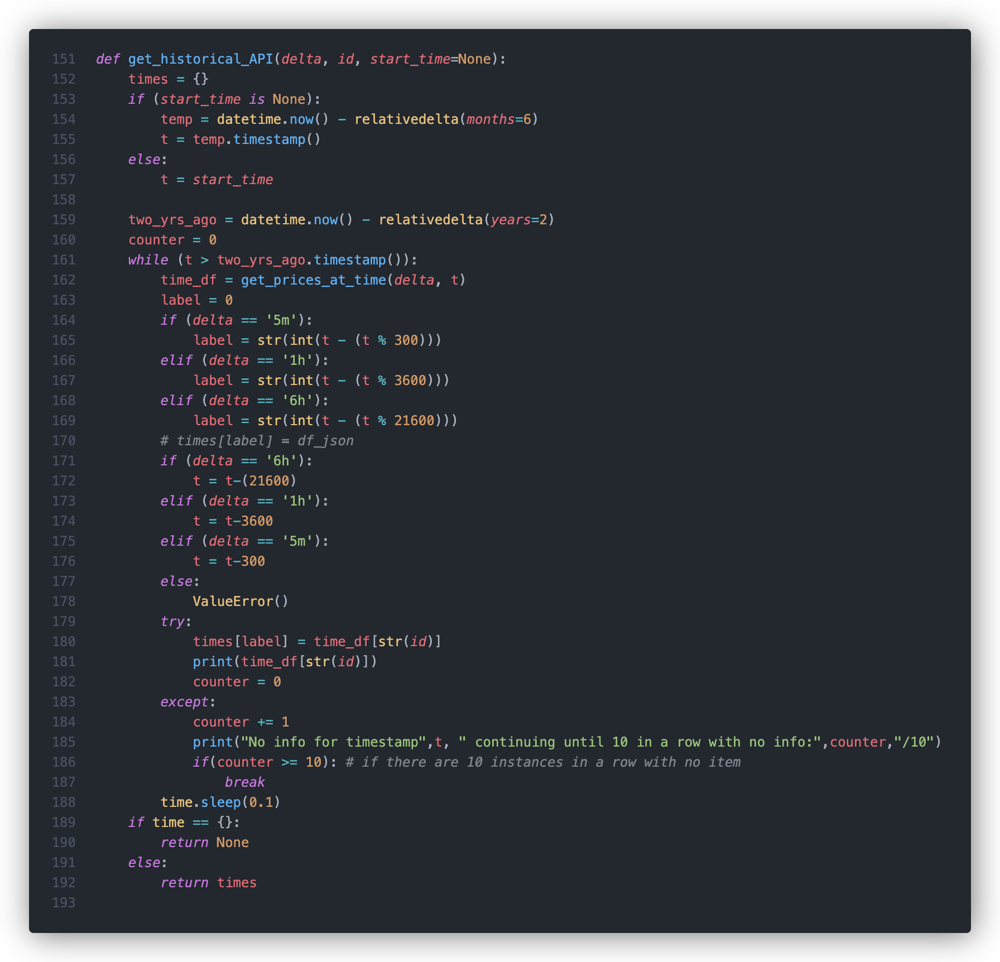 151 def get_historical_API(delta, id, start_time=None):
152     times = {}
153     if (start_time is None):
154         temp = datetime.now() - relativedelta(months=6)
155         t = temp.timestamp()
156     else:
157         t = start_time
158
159     two_yrs_ago = datetime.now() - relativedelta(years=2)
160     counter = 0
161     while (t > two_yrs_ago.timestamp()):
162         time_df = get_prices_at_time(delta, t)
163         label = 0
164         if (delta == '5m'):
165             label = str(int(t - (t % 300)))
166         elif (delta == '1h'):
167             label = str(int(t - (t % 3600)))
168         elif (delta == '6h'):
169             label = str(int(t - (t % 21600)))
170         # times[label] = df_json
171         if (delta == '6h'):
172             t = t-(21600)
173         elif (delta == '1h'):
174             t = t-3600
175         elif (delta == '5m'):
176             t = t-300
177         else:
178             ValueError()
179         try:
180             times[label] = time_df[str(id)]
181             print(time_df[str(id)])
182             counter = 0
183         except:
184             counter += 1
185             print("No info for timestamp",t, " continuing until 10 in a row with no info:",counter,"/10")
186             if(counter >= 10): # if there are 10 instances in a row with no item
187                 break
188         time.sleep(0.1)
189     if time == {}:
190         return None
191     else:
192         return times
193